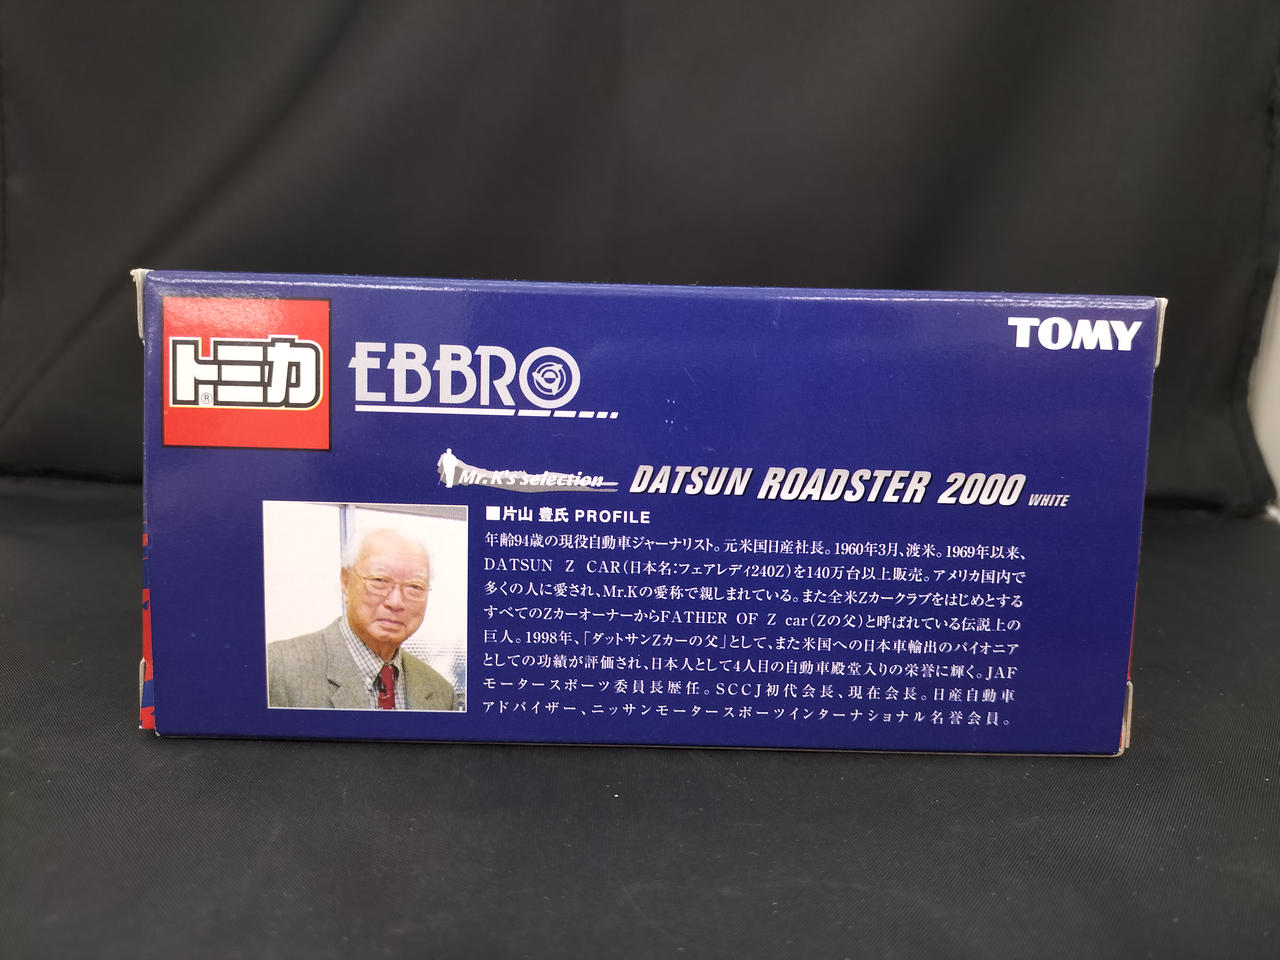 トミカ®
EBBRO
TOMY
Mr. K's selection
DATSUN ROADSTER 2000 WHITE
■片山 豊氏 PROFILE
年齢94歳の現役自動車ジャーナリスト。元米国日産社長。1960年3月、渡米。1969年以来、
DATSUN Z CAR(日本名:フェアレディ240Z)を140万台以上販売。アメリカ国内で
多くの人に愛され、Mr.Kの愛称で親しまれている。また全米Zカークラブをはじめとする
すべてのZカーオーナーからFATHER OF Z car(Zの父)と呼ばれている伝説上の
巨人。1998年、「ダットサンZカーの父」として、また米国への日本車輸出のパイオニア
としての功績が評価され、日本人として4人目の自動車殿堂入りの栄誉に輝く。JAF
モータースポーツ委員長歴任。SCCJ初代会長、現在会長。日産自動車
アドバイザー、ニッサンモータースポーツインターナショナル名誉会員。